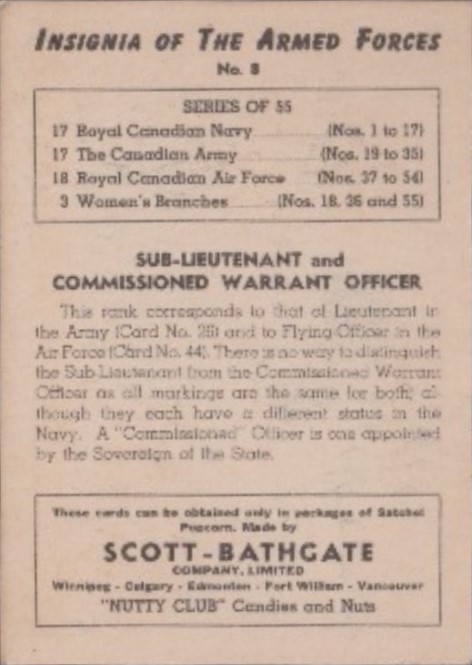 INSIGNIA OF THE ARMED FORCES
No. 8
SERIES OF 55
17 Royal Canadian Navy (Nos. 1 to 17)
17 The Canadian Army (Nos. 19 to 35)
18 Royal Canadian Air Force (Nos. 37 to 54)
3 Women's Branches (Nos. 18, 36 and 55)
SUB-LIEUTENANT and
COMMISSIONED WARRANT OFFICER
This rank corresponds to that of Lieutenant in
the Army (Card No. 26) and to Flying Officer in the
Air Force (Card No. 44). There is no way to distinguish
the Sub-Lieutenant from the Commissioned Warrant
Officer as all markings are the same for both, al-
though they each have a different status in the
Navy. A "Commissioned" Officer is one appointed
by the Sovereign of the State.
These cards can be obtained only in packages of Satchel
Popcorn. Made by
SCOTT-BATHGATE
COMPANY, LIMITED
Winnipeg - Calgary - Edmonton - Fort William - Vancouver
"NUTTY CLUB" Candies and Nuts